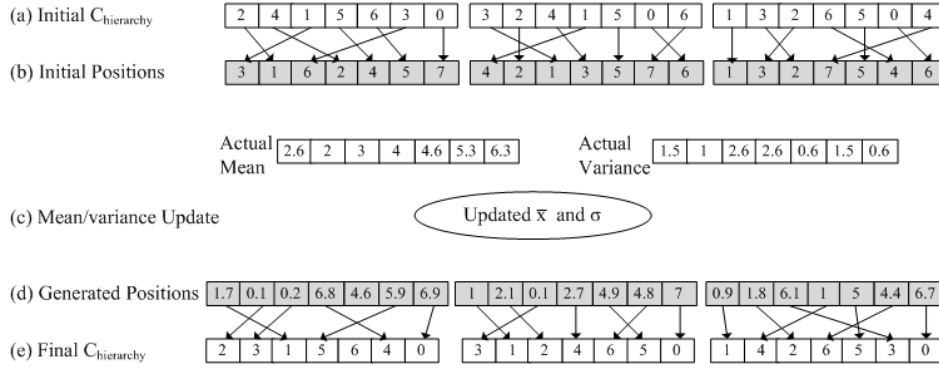 (a) Initial C_hierarchy 2 4 1 5 6 3 0 3 2 4 1 5 0 6 1 3 2 6 5 0 4
(b) Initial Positions 3 1 6 2 4 5 7 4 2 1 3 5 7 6 1 3 2 7 5 4 6
Actual Mean 2.6 2 3 4 4.6 5.3 6.3 Actual Variance 1.5 1 2.6 2.6 0.6 1.5 0.6
(c) Mean/variance Update Updated x̅ and σ
(d) Generated Positions 1.7 0.1 0.2 6.8 4.6 5.9 6.9 1 2.1 0.1 2.7 4.9 4.8 7 0.9 1.8 6.1 1 5 4.4 6.7
(e) Final C_hierarchy 2 3 1 5 6 4 0 3 1 2 4 6 5 0 1 4 2 6 5 3 0